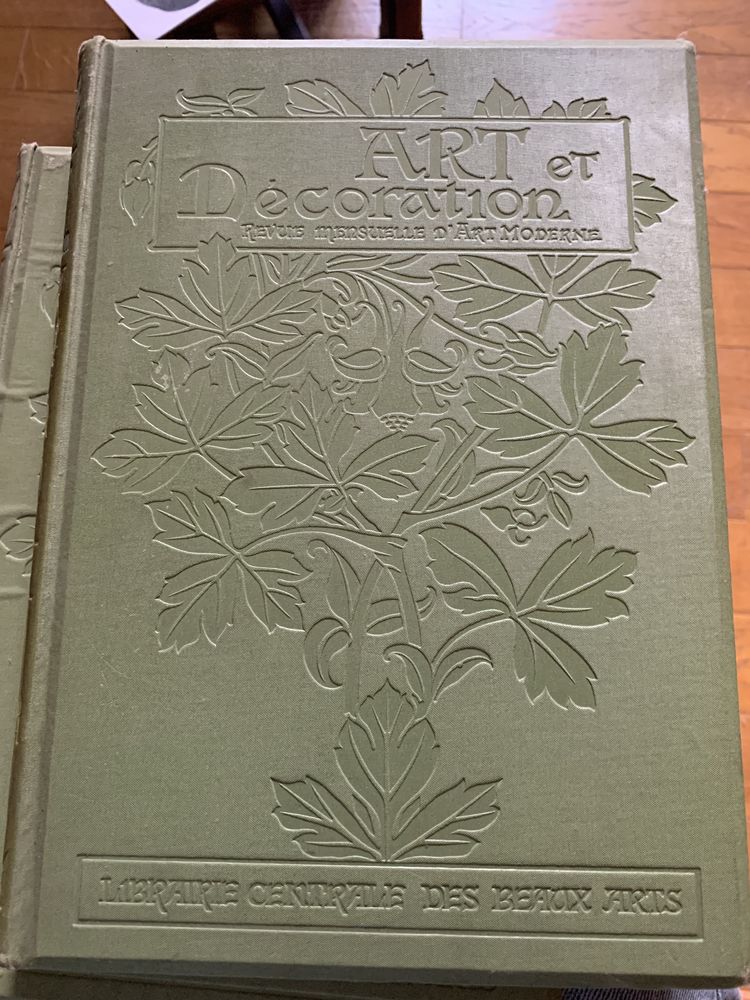 ART et
Décoration
REVUE MENSUELLE D'ART MODERNE
LIBRAIRIE CENTRALE DES BEAUX ARTS